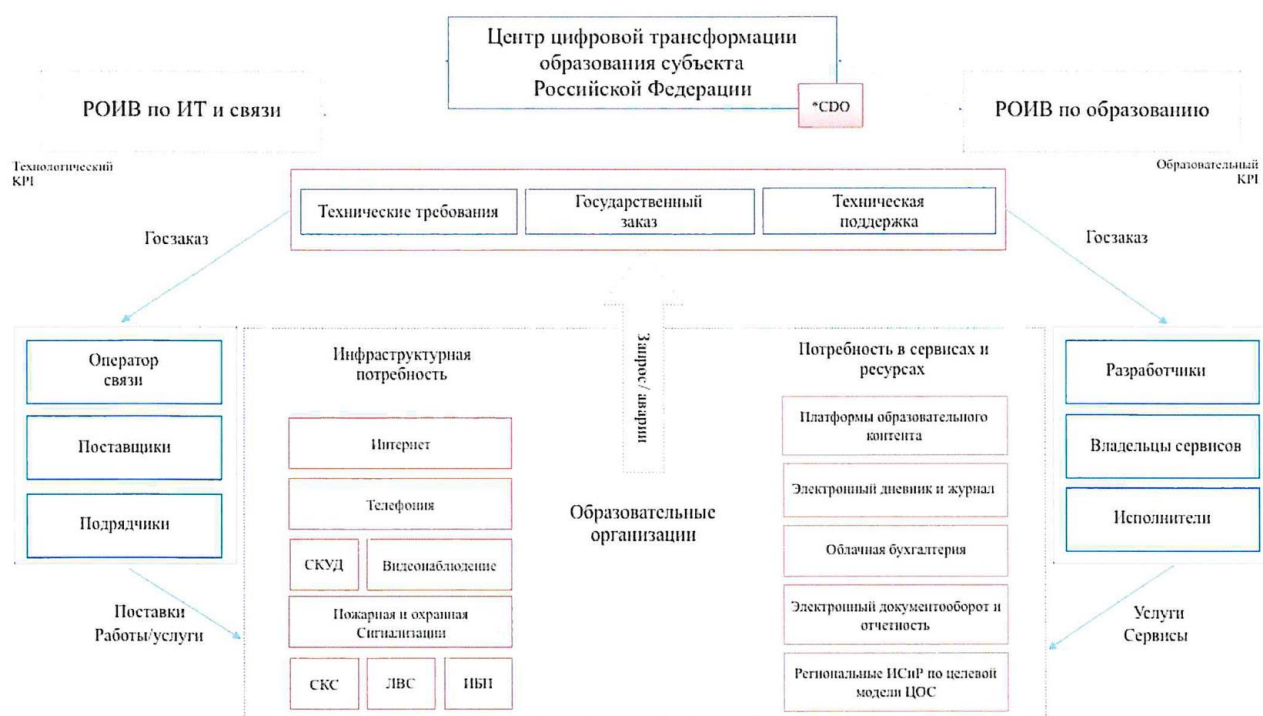 Центр цифровой трансформации
образования субъекта
Российской Федерации
*CDO
РОИВ по ИТ и связи
РОИВ по образованию
Технологический
KPI
Образовательный
KPI
Технические требования
Государственный
заказ
Техническая
поддержка
Госзаказ
Госзаказ
Оператор
связи
Поставщики
Подрядчики
Поставки
Работы/услуги
Инфраструктурная
потребность
Интернет
Телефония
СКУД
Видеонаблюдение
Пожарная и охранная
Сигнализации
СКС
ЛВС
ИБП
Запрос/ аварии
Образовательные
организации
Потребность в сервисах и
ресурсах
Платформы образовательного
контента
Электронный дневник и журнал
Облачная бухгалтерия
Электронный документооборот и
отчетность
Региональные ИСиР по целевой
модели ЦОС
Разработчики
Владельцы сервисов
Исполнители
Услуги
Сервисы